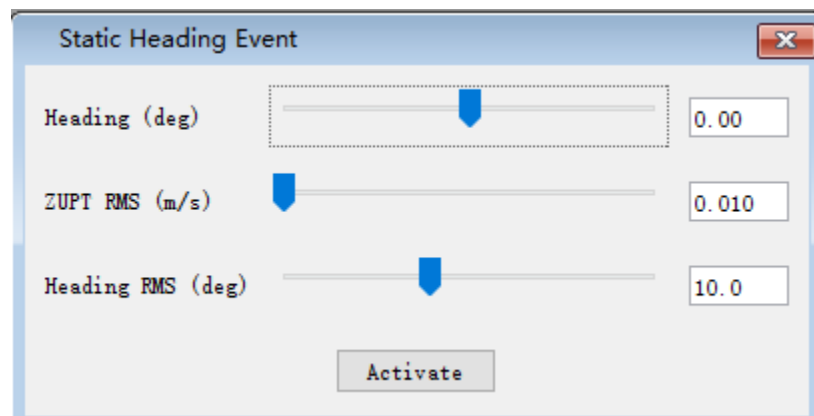 Static Heading Event
Heading (deg) 0.00
ZUPT RMS (m/s) 0.010
Heading RMS (deg) 10.0
Activate